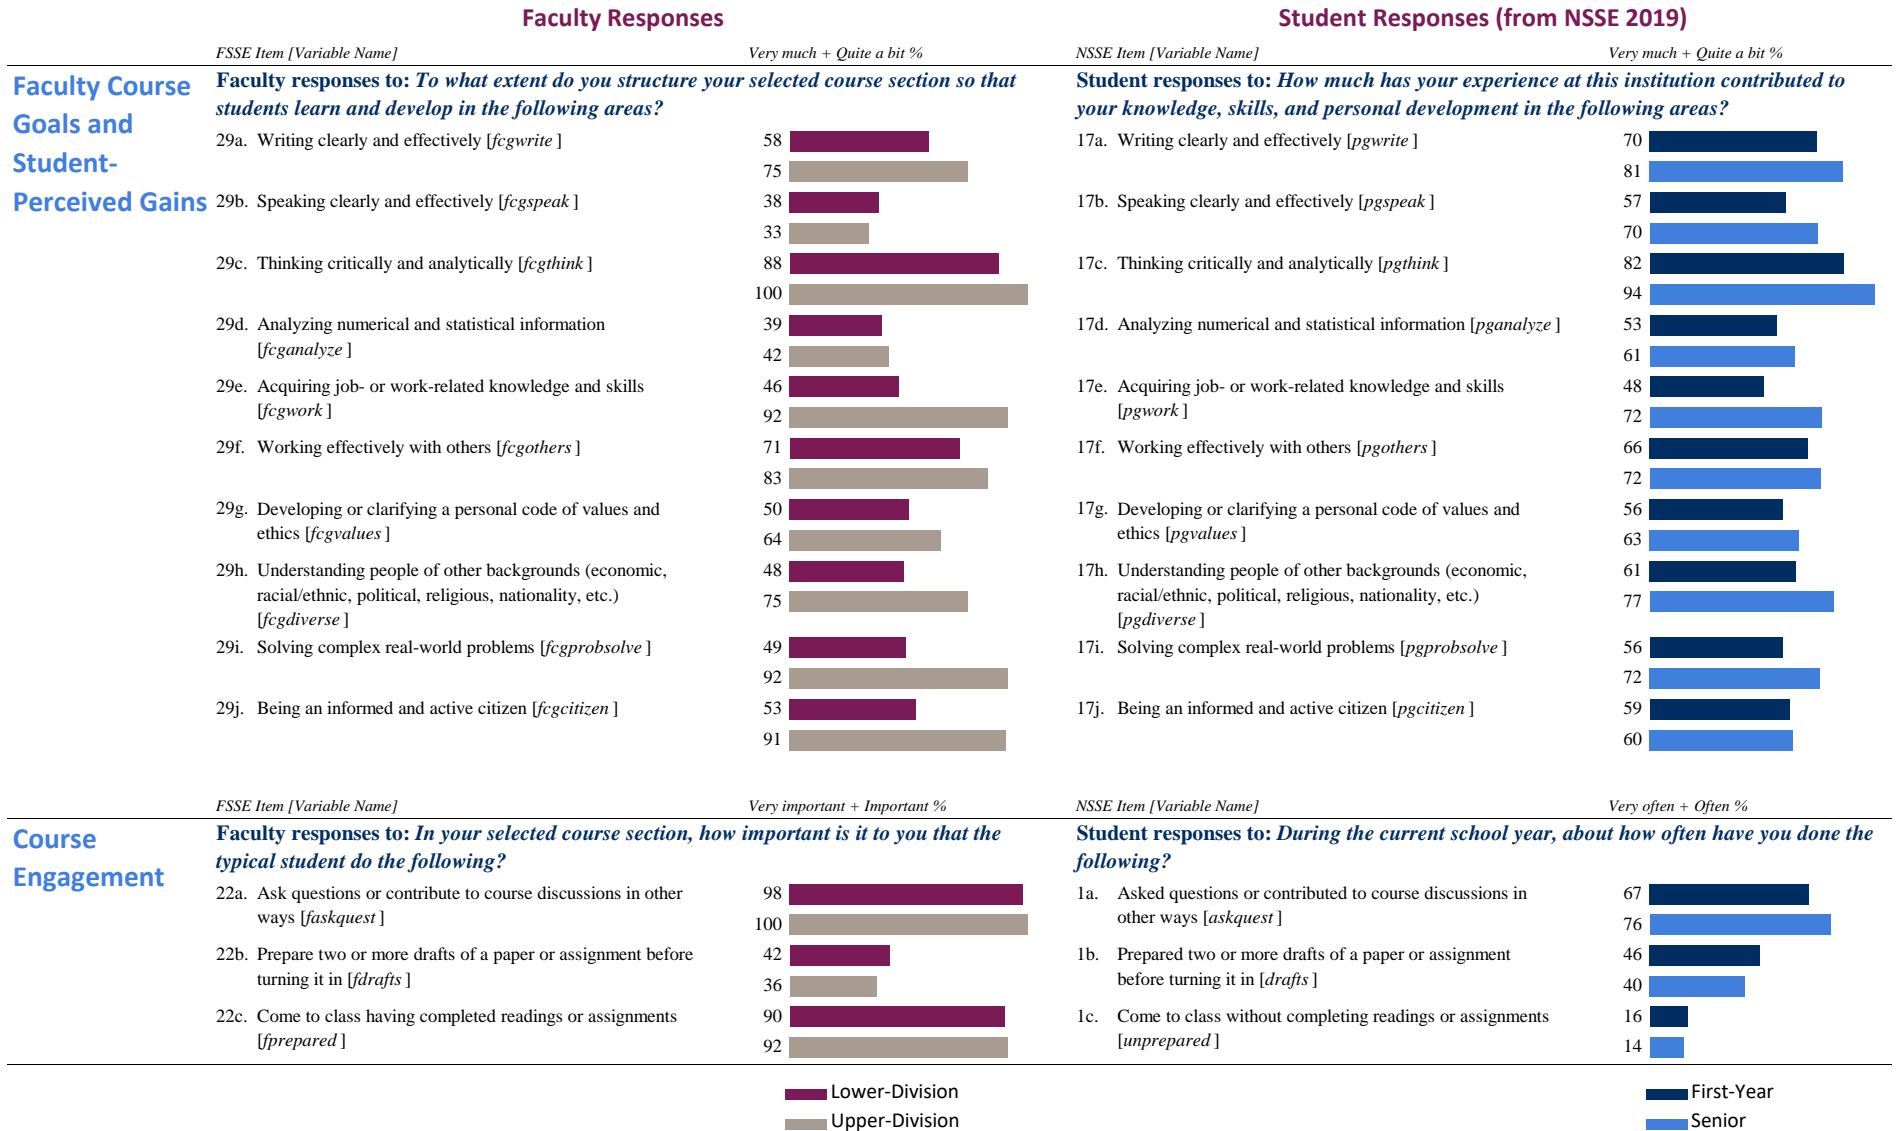 Faculty Responses
Student Responses (from NSSE 2019)
FSSE Item [Variable Name]
Very much + Quite a bit %
NSSE Item [Variable Name]
Very much + Quite a bit %
Faculty Course
Goals and
Student-
Perceived Gains
Faculty responses to: To what extent do you structure your selected course section so that
students learn and develop in the following areas?
Student responses to: How much has your experience at this institution contributed to
your knowledge, skills, and personal development in the following areas?
29a. Writing clearly and effectively [fcgwrite ]
58
75
17a. Writing clearly and effectively [pgwrite ]
70
81
29b. Speaking clearly and effectively [fcgspeak ]
38
33
17b. Speaking clearly and effectively [pgspeak ]
57
70
29c. Thinking critically and analytically [fcgthink ]
88
100
17c. Thinking critically and analytically [pgthink ]
82
94
29d. Analyzing numerical and statistical information
[fcganalyze ]
39
42
17d. Analyzing numerical and statistical information [pganalyze ]
53
61
29e. Acquiring job- or work-related knowledge and skills
[fcgwork ]
46
92
17e. Acquiring job- or work-related knowledge and skills
[pgwork ]
48
72
29f. Working effectively with others [fcgothers ]
71
83
17f. Working effectively with others [pgothers ]
66
72
29g. Developing or clarifying a personal code of values and
ethics [fcgvalues ]
50
64
17g. Developing or clarifying a personal code of values and
ethics [pgvalues ]
56
63
29h. Understanding people of other backgrounds (economic,
racial/ethnic, political, religious, nationality, etc.)
[fcgdiverse ]
48
75
17h. Understanding people of other backgrounds (economic,
racial/ethnic, political, religious, nationality, etc.)
[pgdiverse ]
61
77
29i. Solving complex real-world problems [fcgprobsolve ]
49
92
17i. Solving complex real-world problems [pgprobsolve ]
56
72
29j. Being an informed and active citizen [fcgcitizen ]
53
91
17j. Being an informed and active citizen [pgcitizen ]
59
60
FSSE Item [Variable Name]
Very important + Important %
NSSE Item [Variable Name]
Very often + Often %
Course
Engagement
Faculty responses to: In your selected course section, how important is it to you that the
typical student do the following?
Student responses to: During the current school year, about how often have you done the
following?
22a. Ask questions or contribute to course discussions in other
ways [faskquest ]
98
100
1a. Asked questions or contributed to course discussions in
other ways [askquest ]
67
76
22b. Prepare two or more drafts of a paper or assignment before
turning it in [fdrafts ]
42
36
1b. Prepared two or more drafts of a paper or assignment
before turning it in [drafts ]
46
40
22c. Come to class having completed readings or assignments
[fprepared ]
90
92
1c. Come to class without completing readings or assignments
[unprepared ]
16
14
Lower-Division
Upper-Division
First-Year
Senior